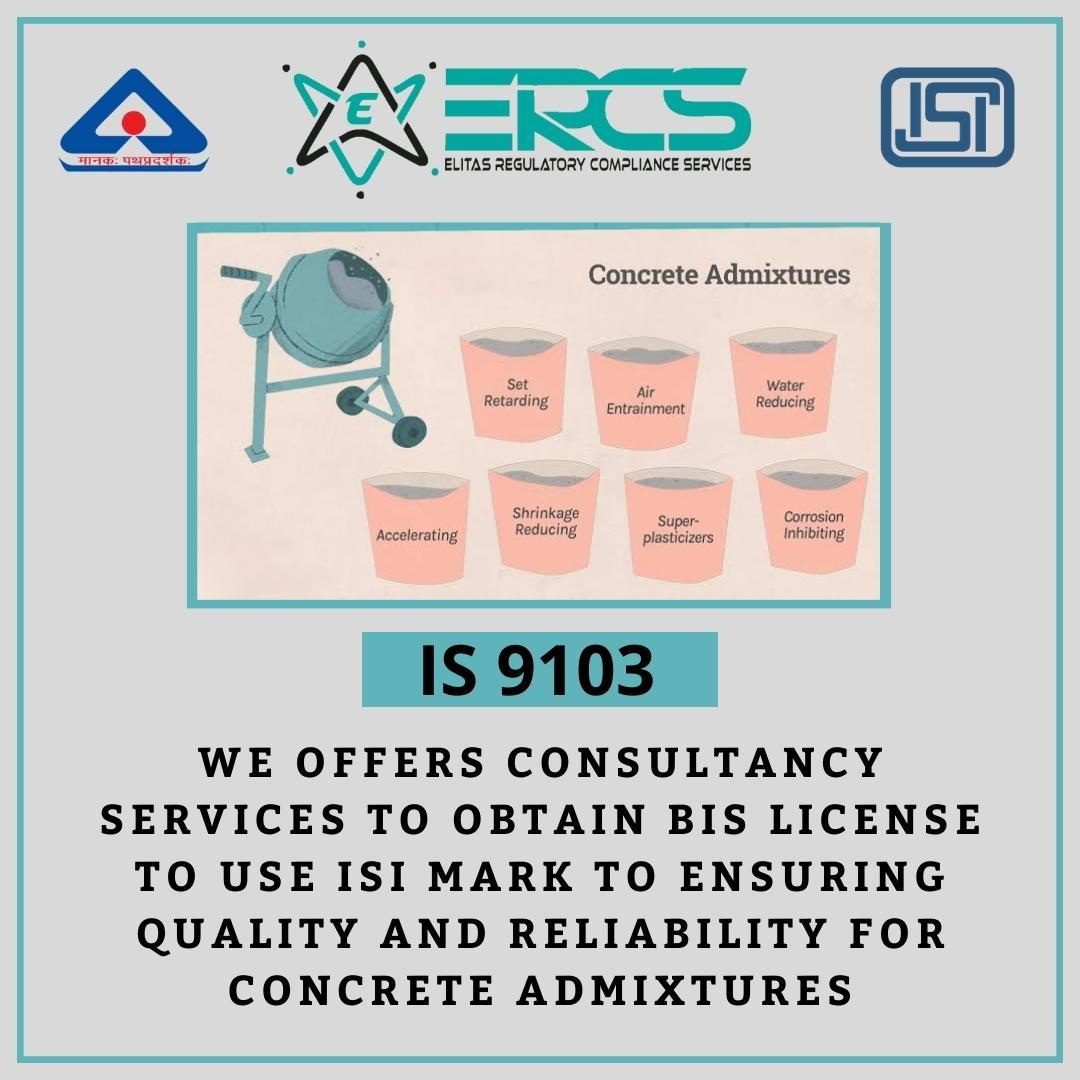 मानकः पथप्रदर्शकः
E
ERCS
ELITAS REGULATORY COMPLIANCE SERVICES
ISI
Concrete Admixtures
Set
Retarding
Air
Entrainment
Water
Reducing
Accelerating
Shrinkage
Reducing
Super-
plasticizers
Corrosion
Inhibiting
IS 9103
WE OFFERS CONSULTANCY
SERVICES TO OBTAIN BIS LICENSE
TO USE ISI MARK TO ENSURING
QUALITY AND RELIABILITY FOR
CONCRETE ADMIXTURES